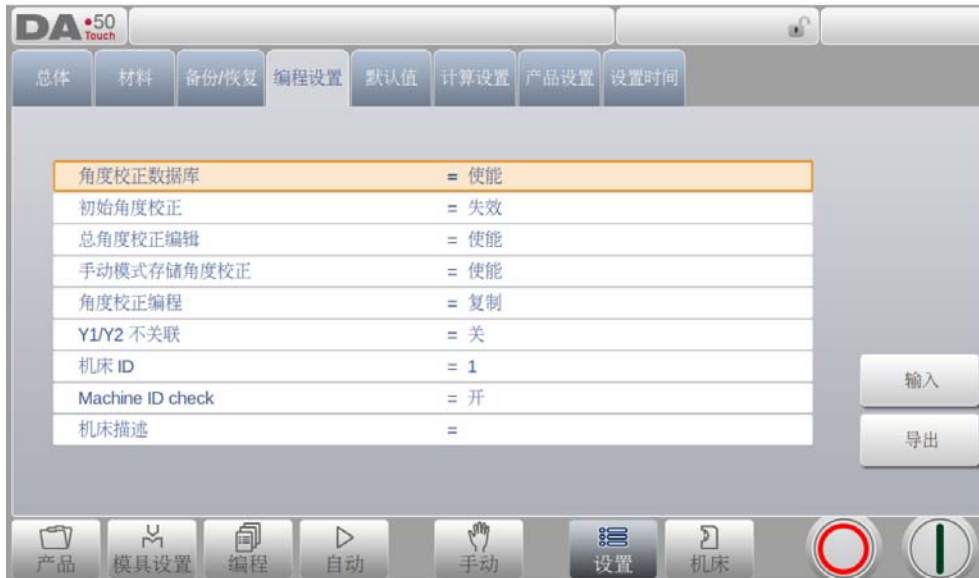 DA•50
Touch
总体 材料 备份/恢复 编程设置 默认值 计算设置 产品设置 设置时间
角度校正数据库 = 使能
初始角度校正 = 失效
总角度校正编辑 = 使能
手动模式存储角度校正 = 使能
角度校正编程 = 复制
Y1/Y2 不关联 = 关
机床 ID = 1
Machine ID check = 开
机床描述 =
输入
导出
产品 模具设置 编程 自动 手动 设置 机床